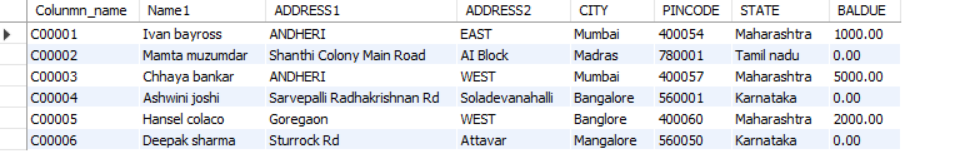 Colunmn_name Name1 ADDRESS1 ADDRESS2 CITY PINCODE STATE BALDUE
C00001 Ivan bayross ANDHERI EAST Mumbai 400054 Maharashtra 1000.00
C00002 Mamta muzumdar Shanthi Colony Main Road AI Block Madras 780001 Tamil nadu 0.00
C00003 Chhaya bankar ANDHERI WEST Mumbai 400057 Maharashtra 5000.00
C00004 Ashwini joshi Sarvepalli Radhakrishnan Rd Soladevanahalli Bangalore 560001 Karnataka 0.00
C00005 Hansel colaco Goregaon WEST Banglore 400060 Maharashtra 2000.00
C00006 Deepak sharma Sturrock Rd Attavar Mangalore 560050 Karnataka 0.00